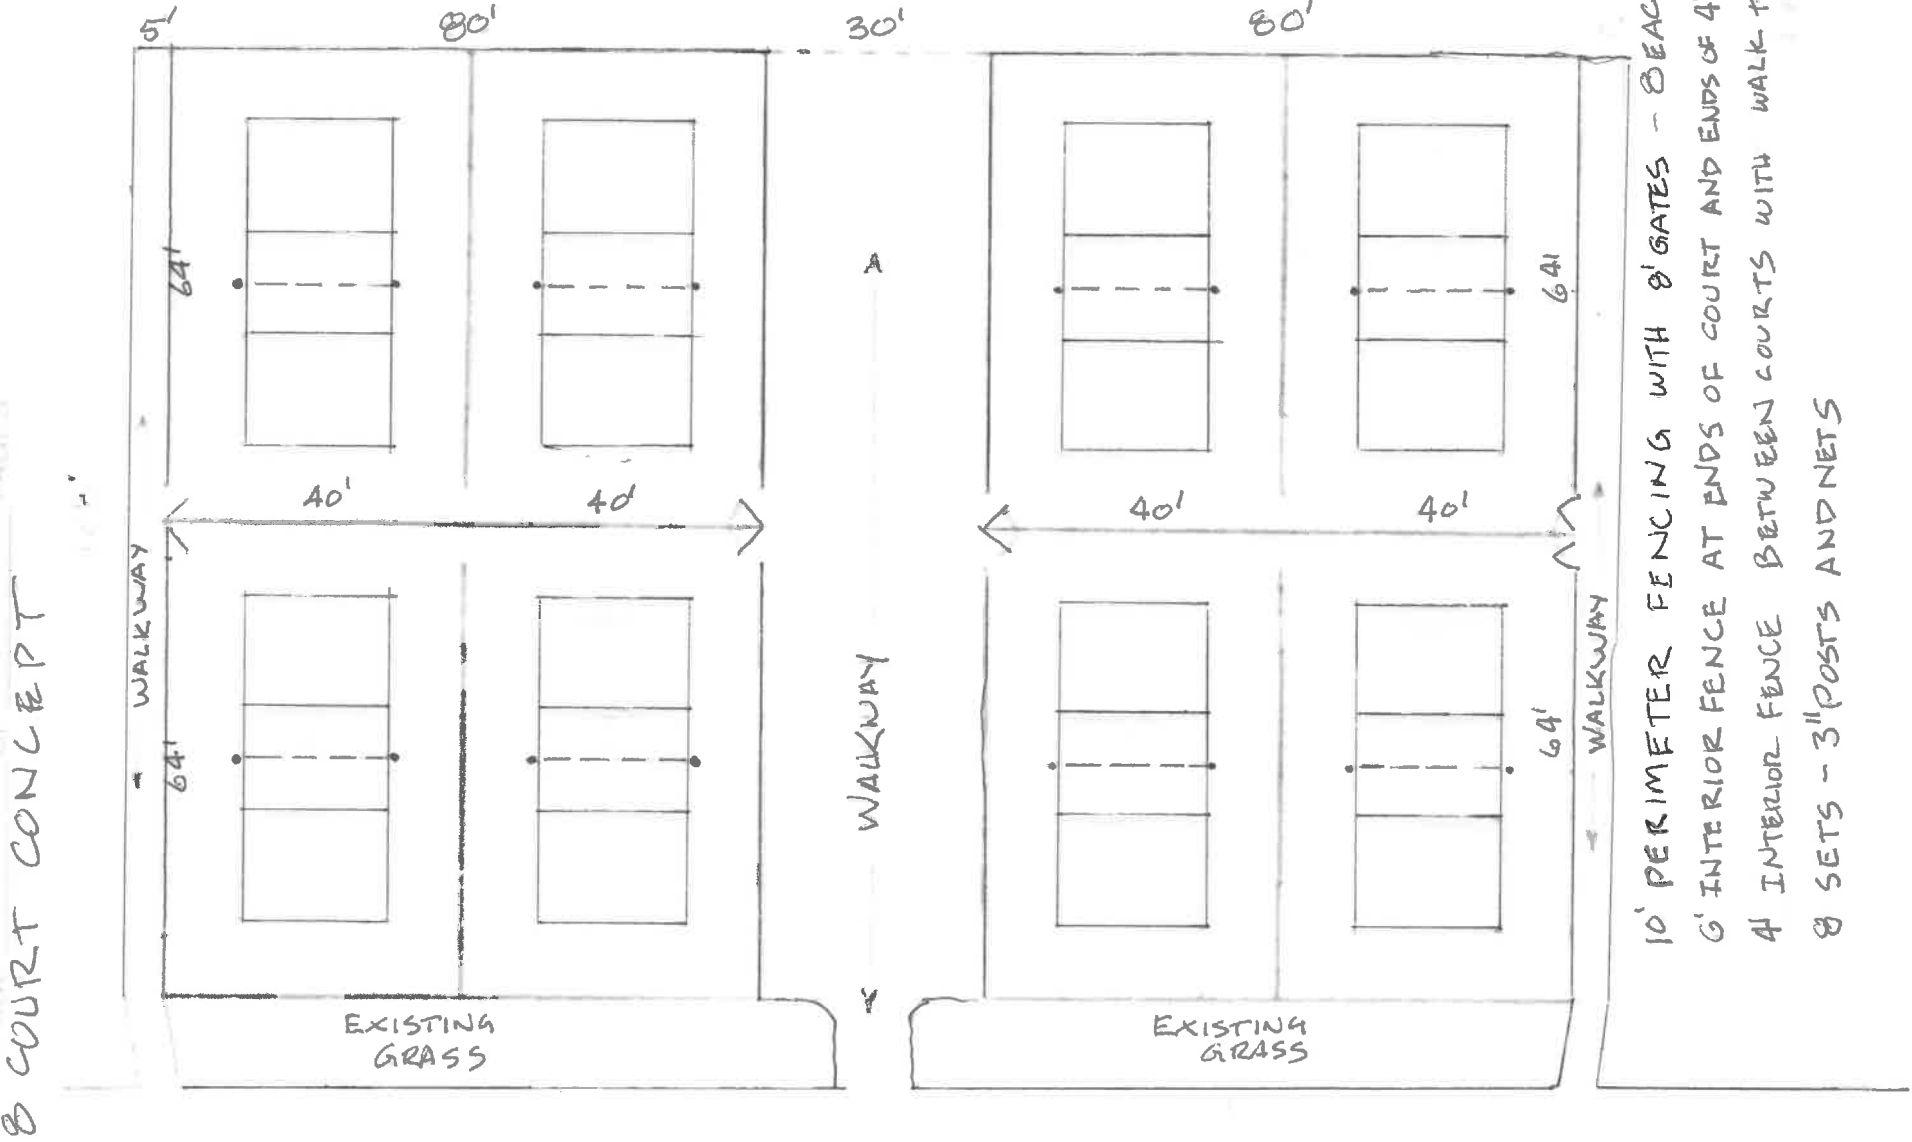 5' 80' 30' 80'
64'
A
64'
40' 40' 40' 40'
WALKWAY
64'
WALKWAY
64'
WALKWAY
EXISTING
GRASS
EXISTING
GRASS
8 COURT CONCEPT
10' PERIMETER FENCING WITH 8' GATES - 8 EAC
6' INTERIOR FENCE AT ENDS OF COURT AND ENDS OF 4
4' INTERIOR FENCE BETWEEN COURTS WITH WALK
8 SETS - 3" POSTS AND NETS